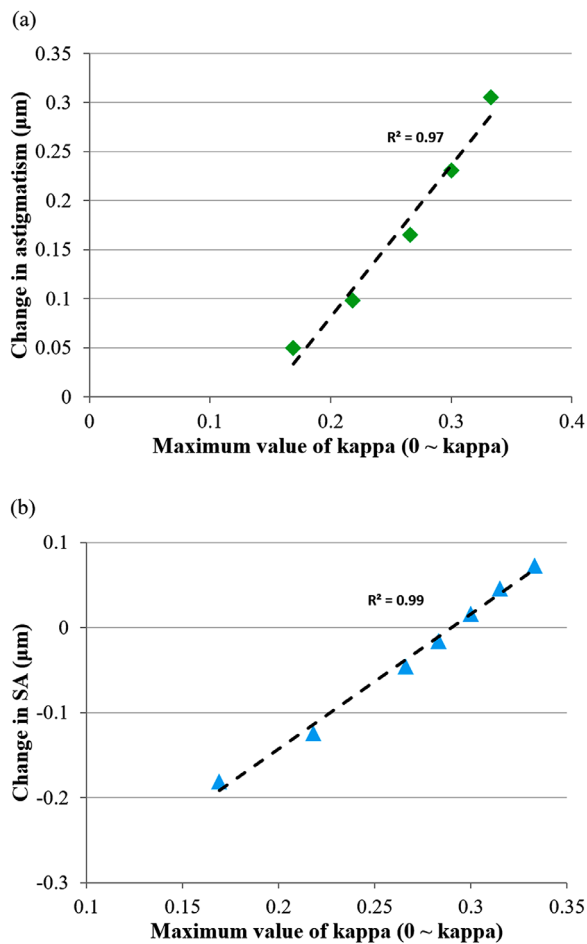 (a)
0.35
0.3
0.25
0.2
0.15
0.1
0.05
0
Change in astigmatism (µm)
R² = 0.97
0 0.1 0.2 0.3 0.4
Maximum value of kappa (0 ~ kappa)
(b)
0.1
0
-0.1
-0.2
-0.3
Change in SA (µm)
R² = 0.99
0.1 0.15 0.2 0.25 0.3 0.35
Maximum value of kappa (0 ~ kappa)